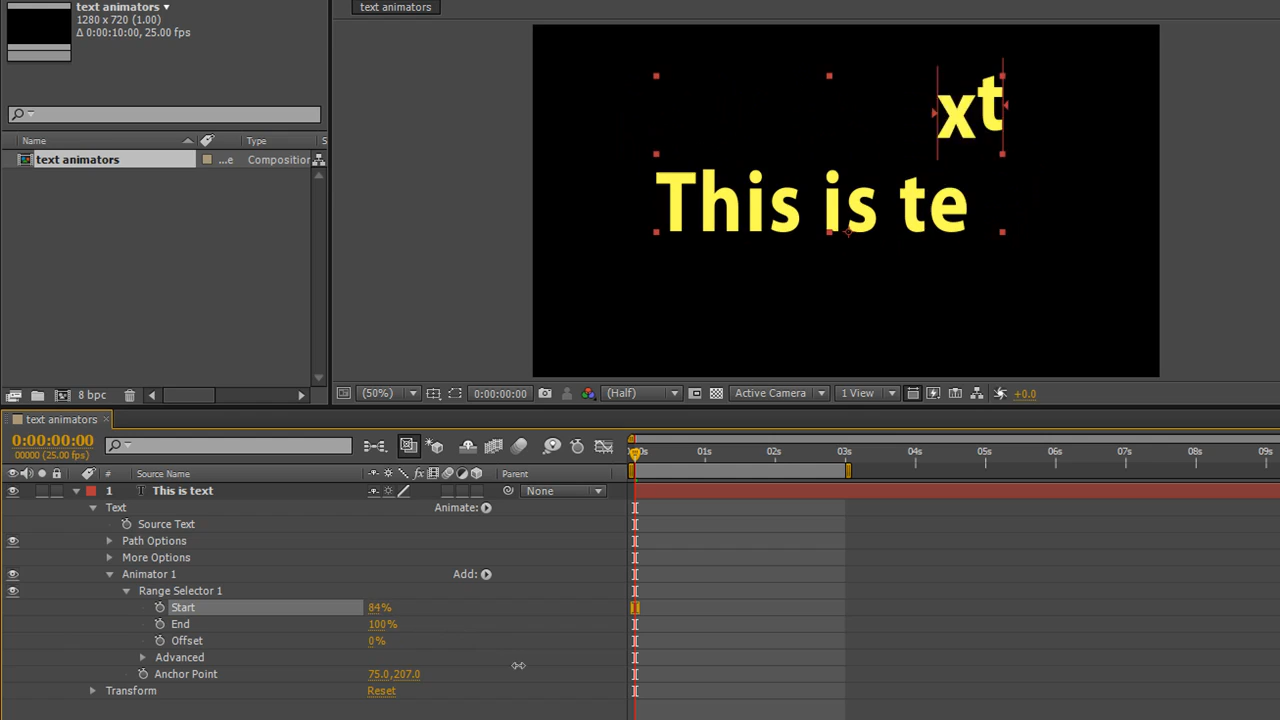 text animators
1280 x 720 (1.00)
Δ 0:00:10:00, 25.00 fps
Name
Type
S
text animators
...e
Composition
8 bpc
text animators
xt
This is te
(50%)
0:00:00:00
(Half)
Active Camera
1 View
+0.0
text animators
0:00:00:00
00000 (25.00 fps)
#
Source Name
fx
Parent
0s
01s
02s
03s
04s
05s
06s
07s
08s
09s
1
T
This is text
None
Text
Animate:
Source Text
Path Options
More Options
Animator 1
Add:
Range Selector 1
Start
84%
End
100%
Offset
0%
Advanced
Anchor Point
75.0,207.0
Transform
Reset